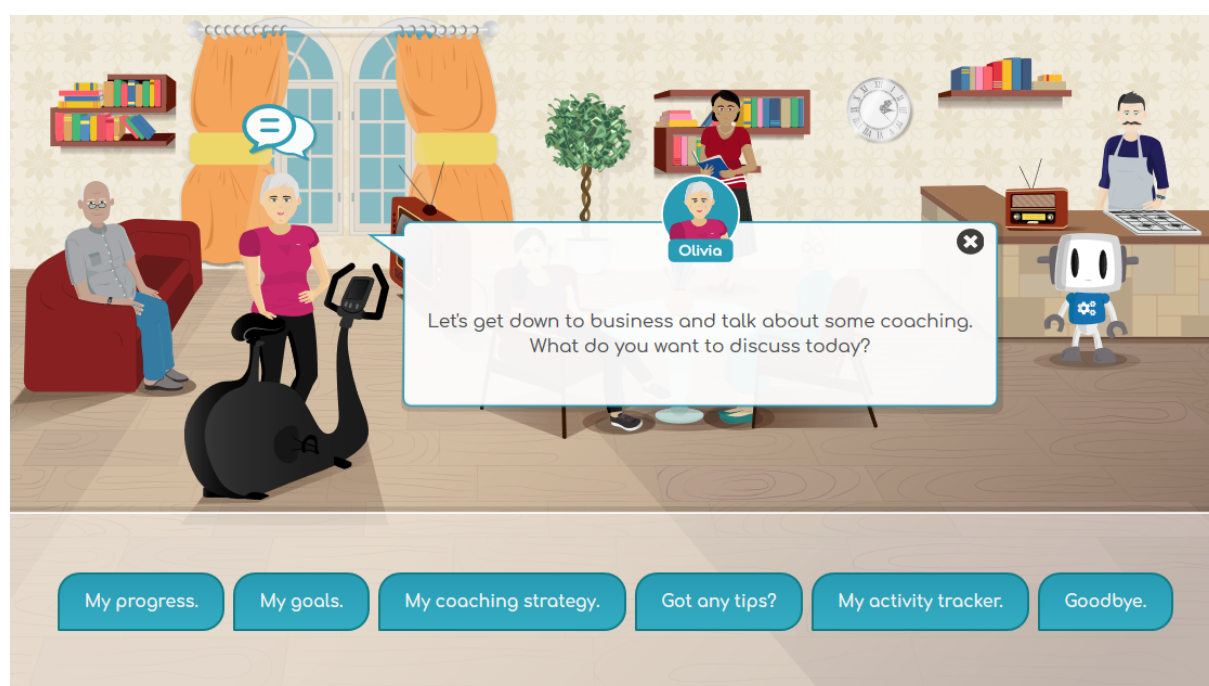 Olivia
Let's get down to business and talk about some coaching.
What do you want to discuss today?
My progress.
My goals.
My coaching strategy.
Got any tips?
My activity tracker.
Goodbye.